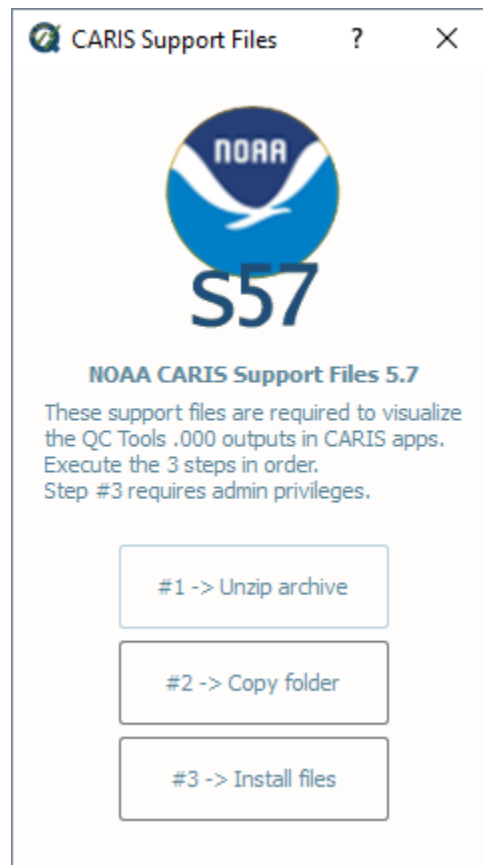 CARIS Support Files ? ×
NOAA
S57
NOAA CARIS Support Files 5.7
These support files are required to visualize
the QC Tools .000 outputs in CARIS apps.
Execute the 3 steps in order.
Step #3 requires admin privileges.
#1 -> Unzip archive
#2 -> Copy folder
#3 -> Install files